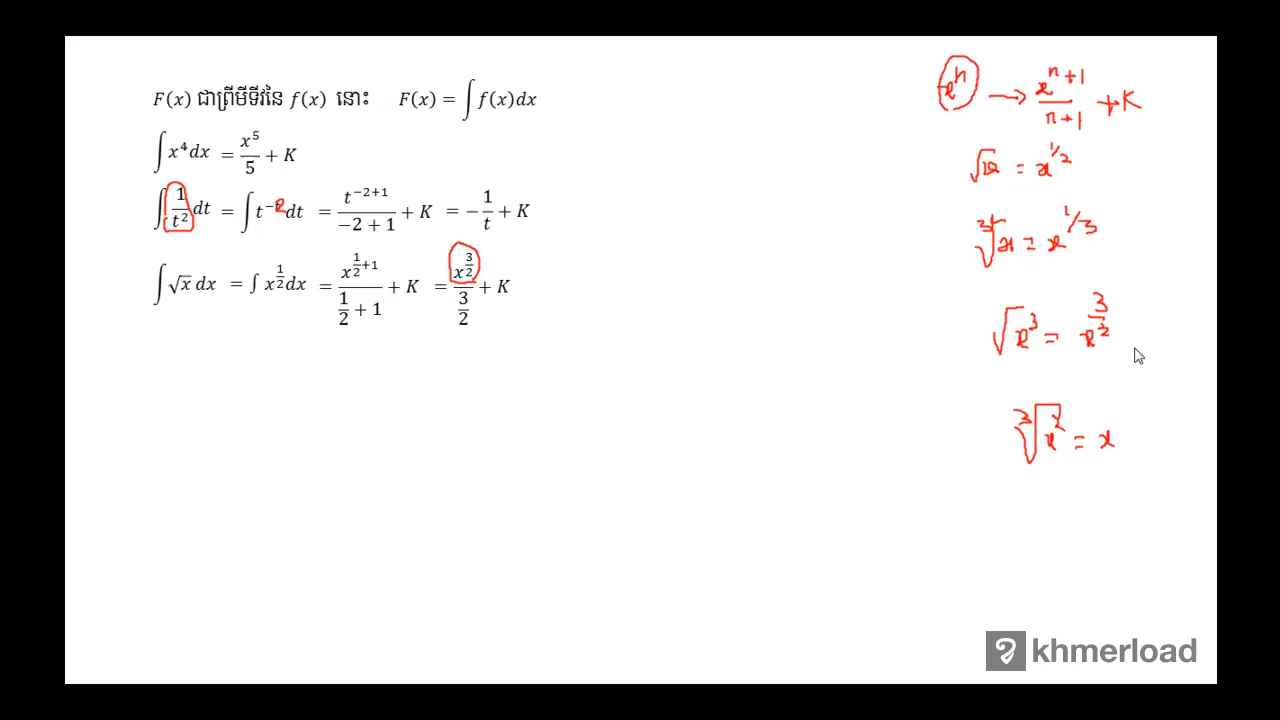 F(x) ជាព្រីមីទីវនៃ f(x) នោះ F(x) = ∫ f(x)dx
∫ x⁴dx = x⁵/5 + K
∫ 1/t² dt = ∫ t⁻²dt = t^(−2+1)/(−2+1) + K = −1/t + K
∫ √x dx = ∫ x^(1/2)dx = x^(1/2+1)/(1/2+1) + K = x^(3/2)/(3/2) + K
xⁿ → x^(n+1)/(n+1) + K
√x = x^(1/2)
∛x = x^(1/3)
√x³ = x^(3/2)
∛x² = x
khmerload